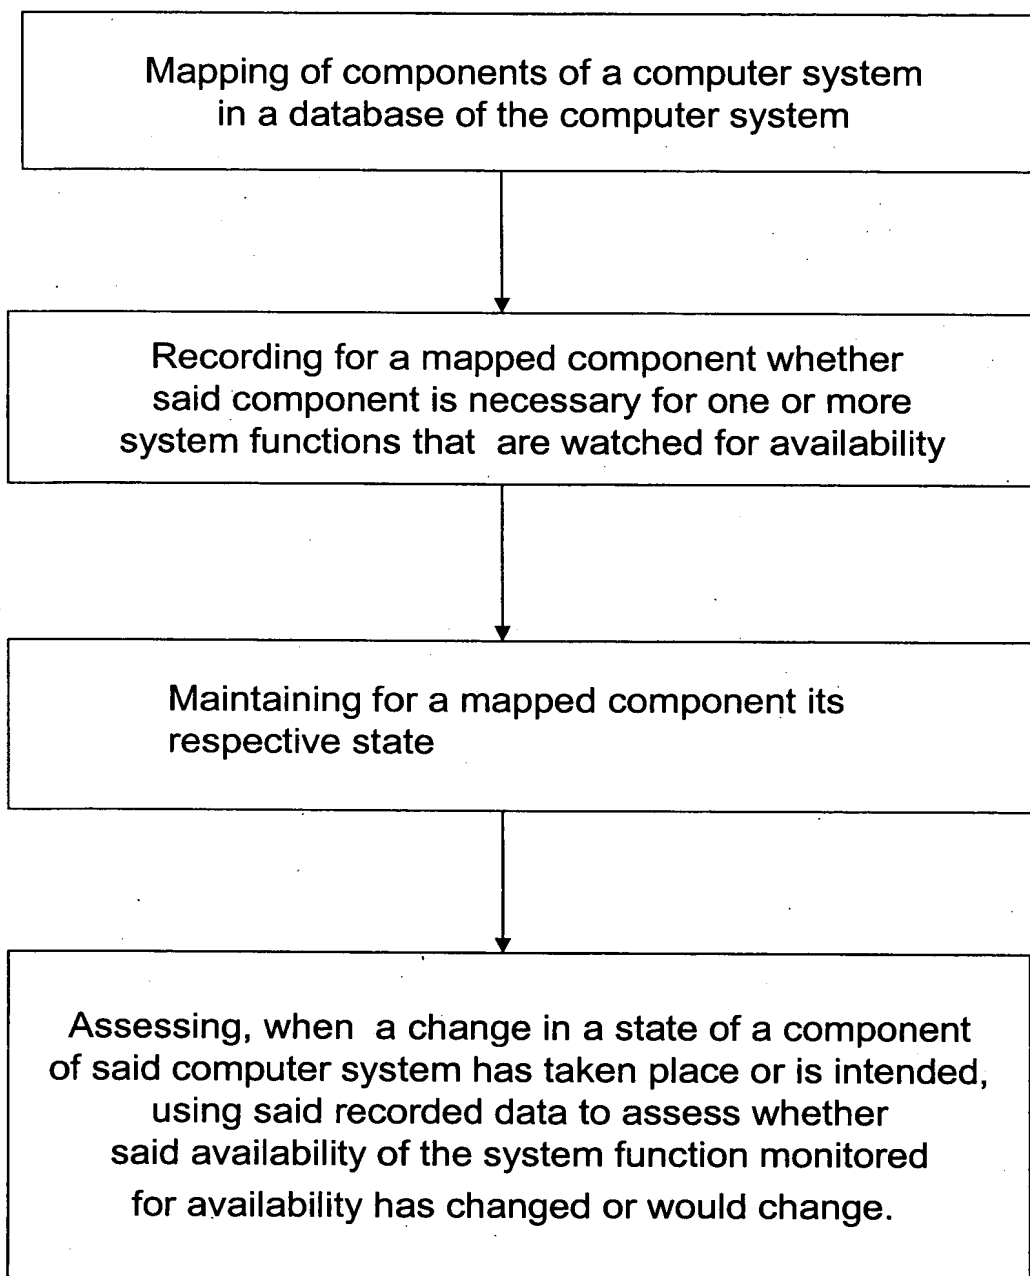 Mapping of components of a computer system
in a database of the computer system
Recording for a mapped component whether
said component is necessary for one or more
system functions that are watched for availability
Maintaining for a mapped component its
respective state
Assessing, when a change in a state of a component
of said computer system has taken place or is intended,
using said recorded data to assess whether
said availability of the system function monitored
for availability has changed or would change.